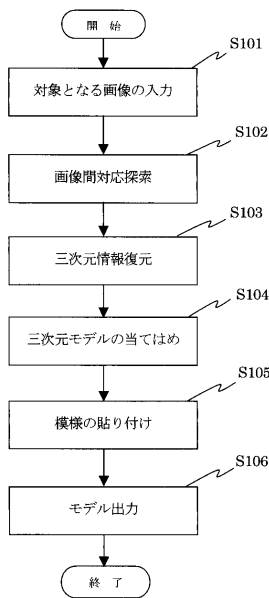 開 始
S101
対象となる画像の入力
S102
画像間対応探索
S103
三次元情報復元
S104
三次元モデルの当てはめ
S105
模様の貼り付け
S106
モデル出力
終 了